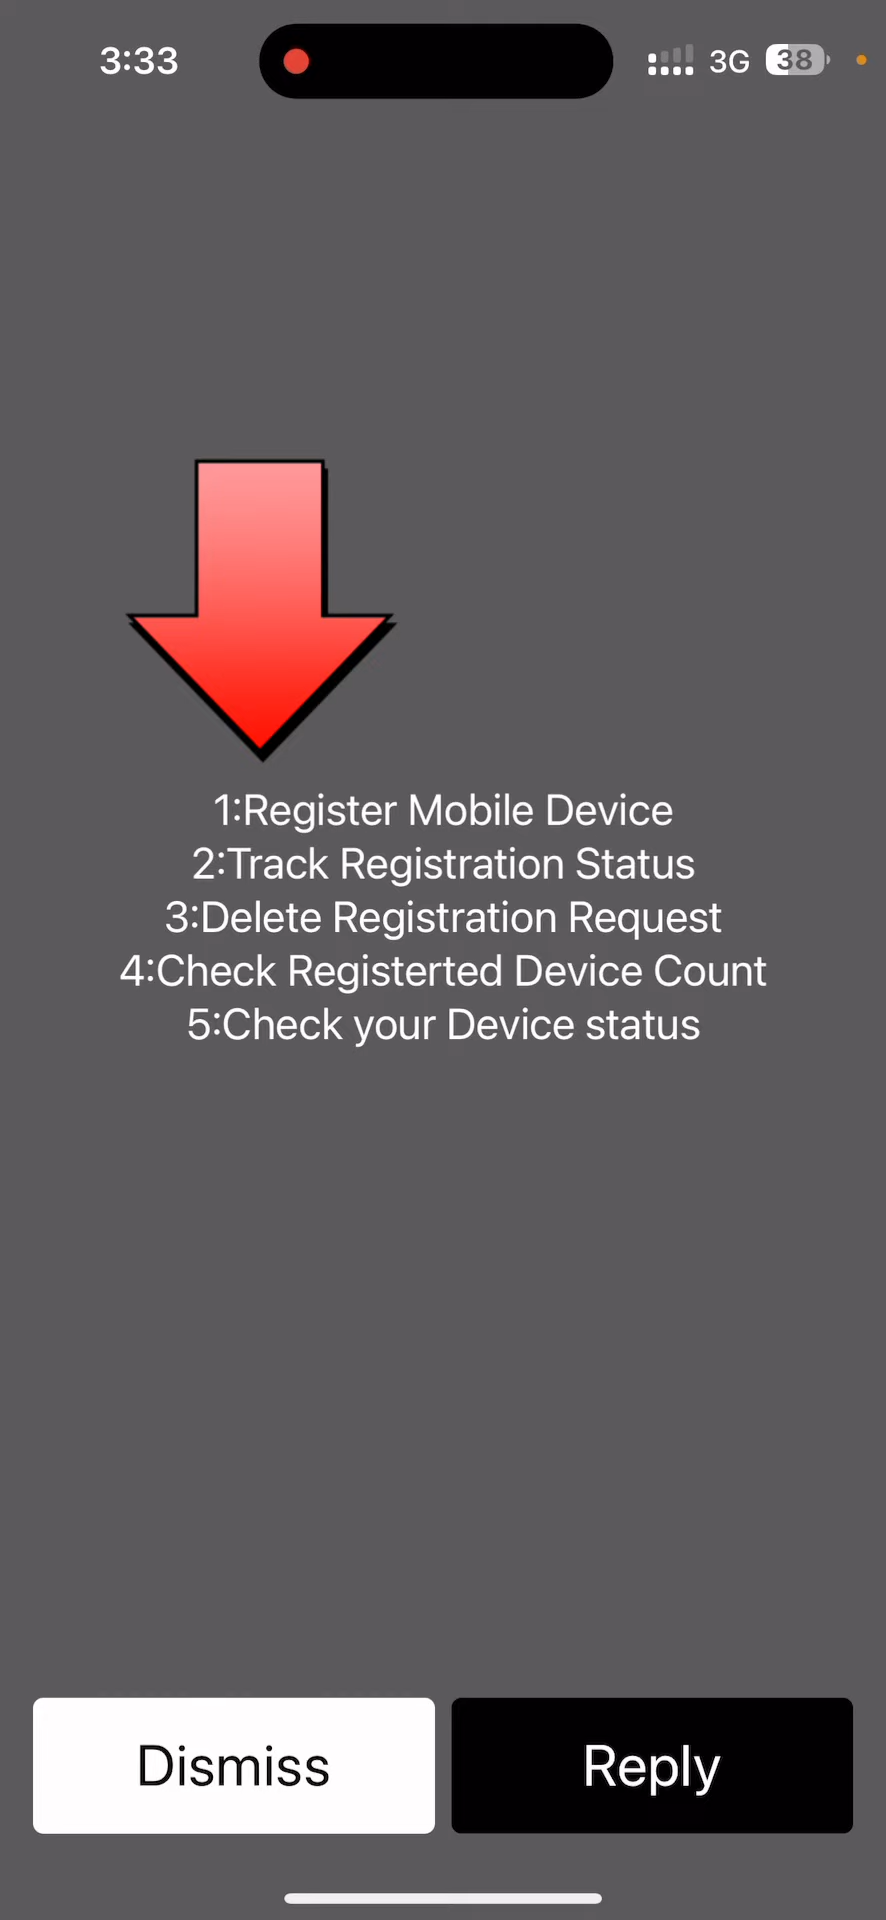 3:33 3G 38
1:Register Mobile Device
2:Track Registration Status
3:Delete Registration Request
4:Check Registerted Device Count
5:Check your Device status
Dismiss Reply